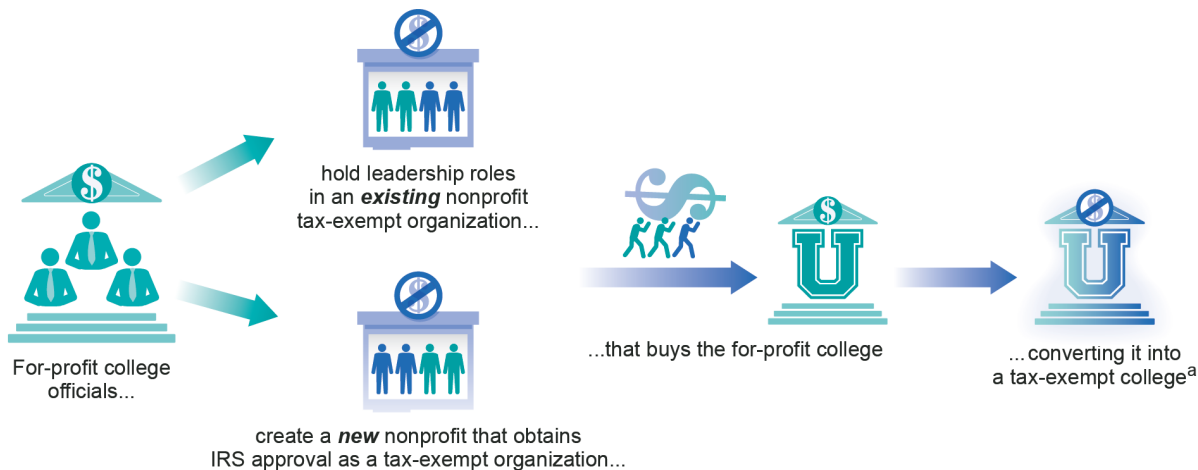 For-profit college
officials...
hold leadership roles
in an existing nonprofit
tax-exempt organization...
create a new nonprofit that obtains
IRS approval as a tax-exempt organization...
...that buys the for-profit college
...converting it into
a tax-exempt collegeᵃ
$
$
$
$
U
$
U
$